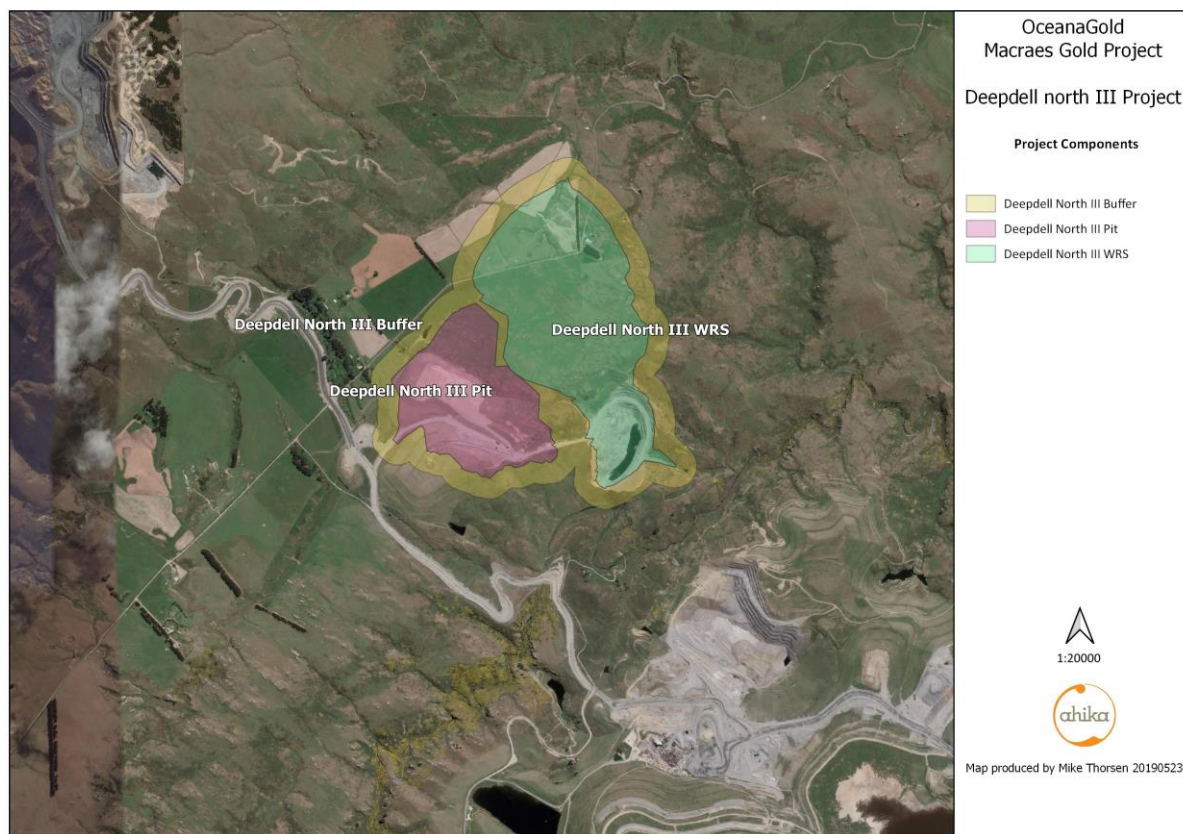 OceanaGold
Macraes Gold Project
Deepdell north III Project
Project Components
Deepdell North III Buffer
Deepdell North III Pit
Deepdell North III WRS
Deepdell North III Buffer
Deepdell North III WRS
Deepdell North III Pit
1:20000
ahika
Map produced by Mike Thorsen 20190523